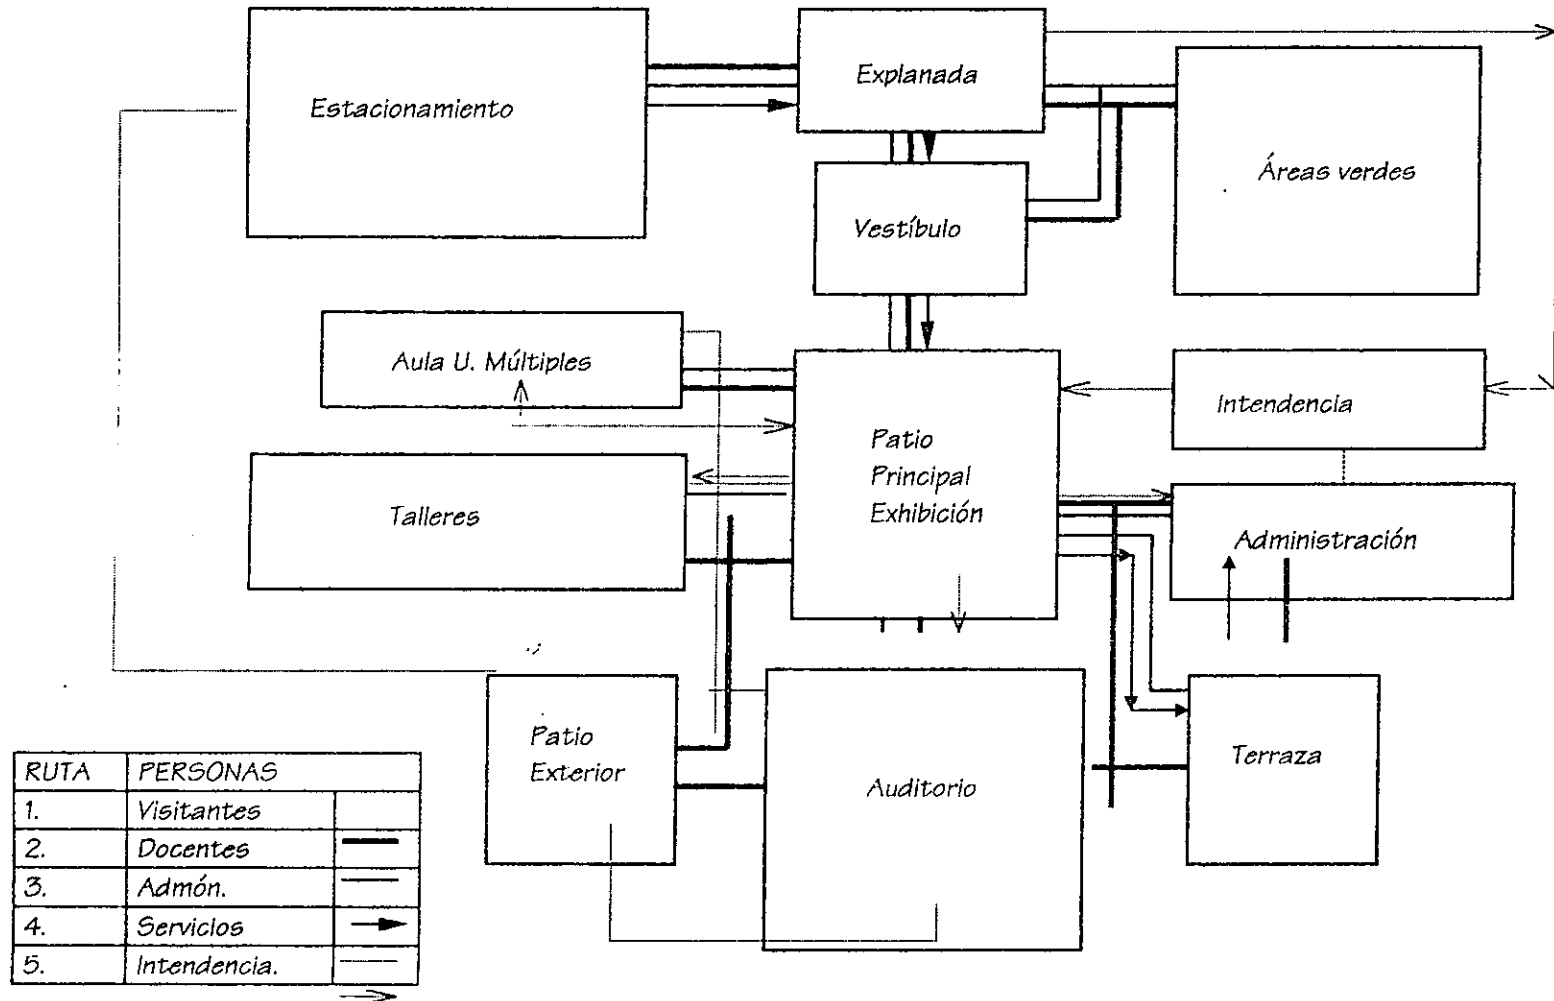 Estacionamiento
Explanada
Áreas verdes
Vestíbulo
Aula U. Múltiples
Intendencia
Patio
Principal
Exhibición
Talleres
Administración
Patio
Exterior
Auditorio
Terraza
RUTA PERSONAS
1. Visitantes
2. Docentes
3. Admón.
4. Servicios
5. Intendencia.